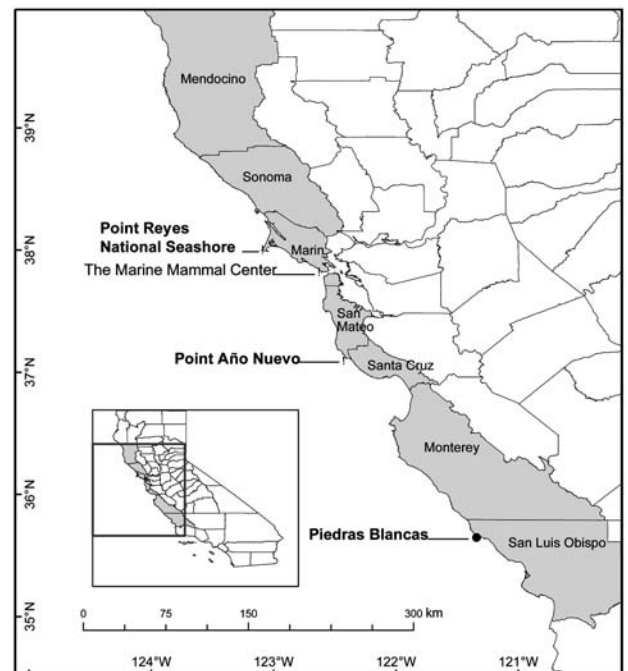 Mendocino
39°N
Sonoma
Point Reyes
National Seashore
38°N
Marin
The Marine Mammal Center
San
Mateo
Point Año Nuevo
37°N
Santa Cruz
Monterey
36°N
Piedras Blancas
San Luis Obispo
0 75 150 300 km
35°N
124°W 123°W 122°W 121°W